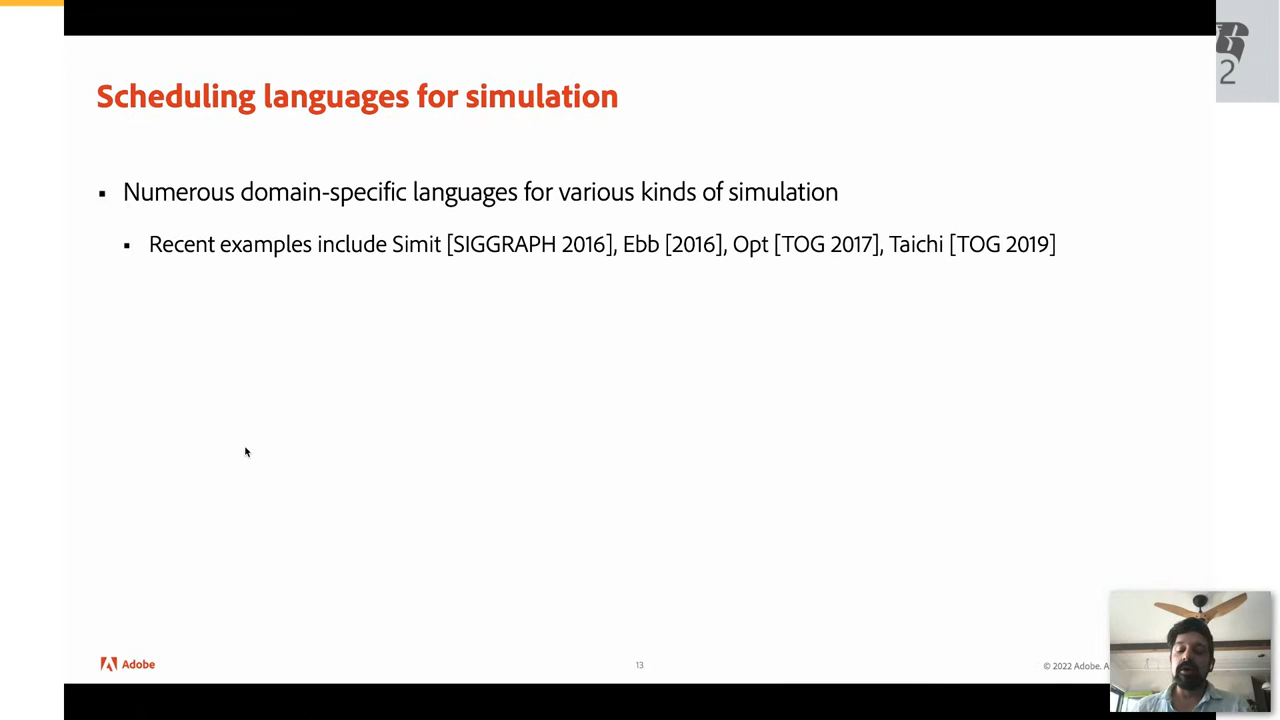 Scheduling languages for simulation
2
▪ Numerous domain-specific languages for various kinds of simulation
▪ Recent examples include Simit [SIGGRAPH 2016], Ebb [2016], Opt [TOG 2017], Taichi [TOG 2019]
Adobe
13
© 2022 Adobe. A